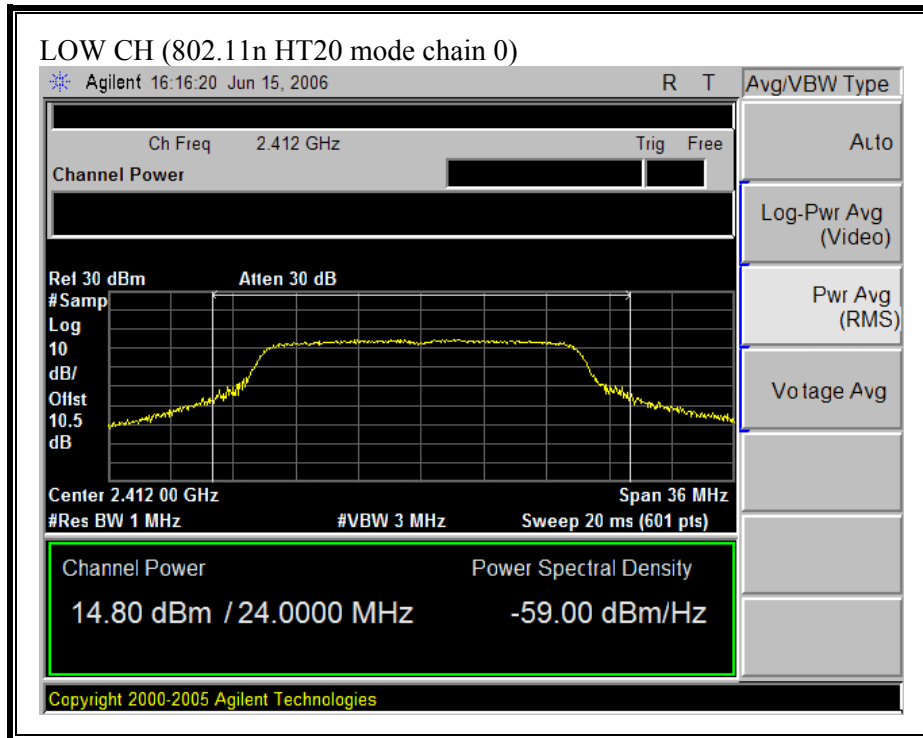 LOW CH (802.11n HT20 mode chain 0)
Agilent 16:16:20 Jun 15, 2006 R T
Avg/VBW Type
Ch Freq 2.412 GHz Trig Free
Channel Power
Auto
Log-Pwr Avg
(Video)
Pwr Avg
(RMS)
Voltage Avg
Ref 30 dBm Atten 30 dB
#Samp
Log
10
dB/
Offst
10.5
dB
Center 2.412 00 GHz Span 36 MHz
#Res BW 1 MHz #VBW 3 MHz Sweep 20 ms (601 pts)
Channel Power Power Spectral Density
14.80 dBm / 24.0000 MHz -59.00 dBm/Hz
Copyright 2000-2005 Agilent Technologies